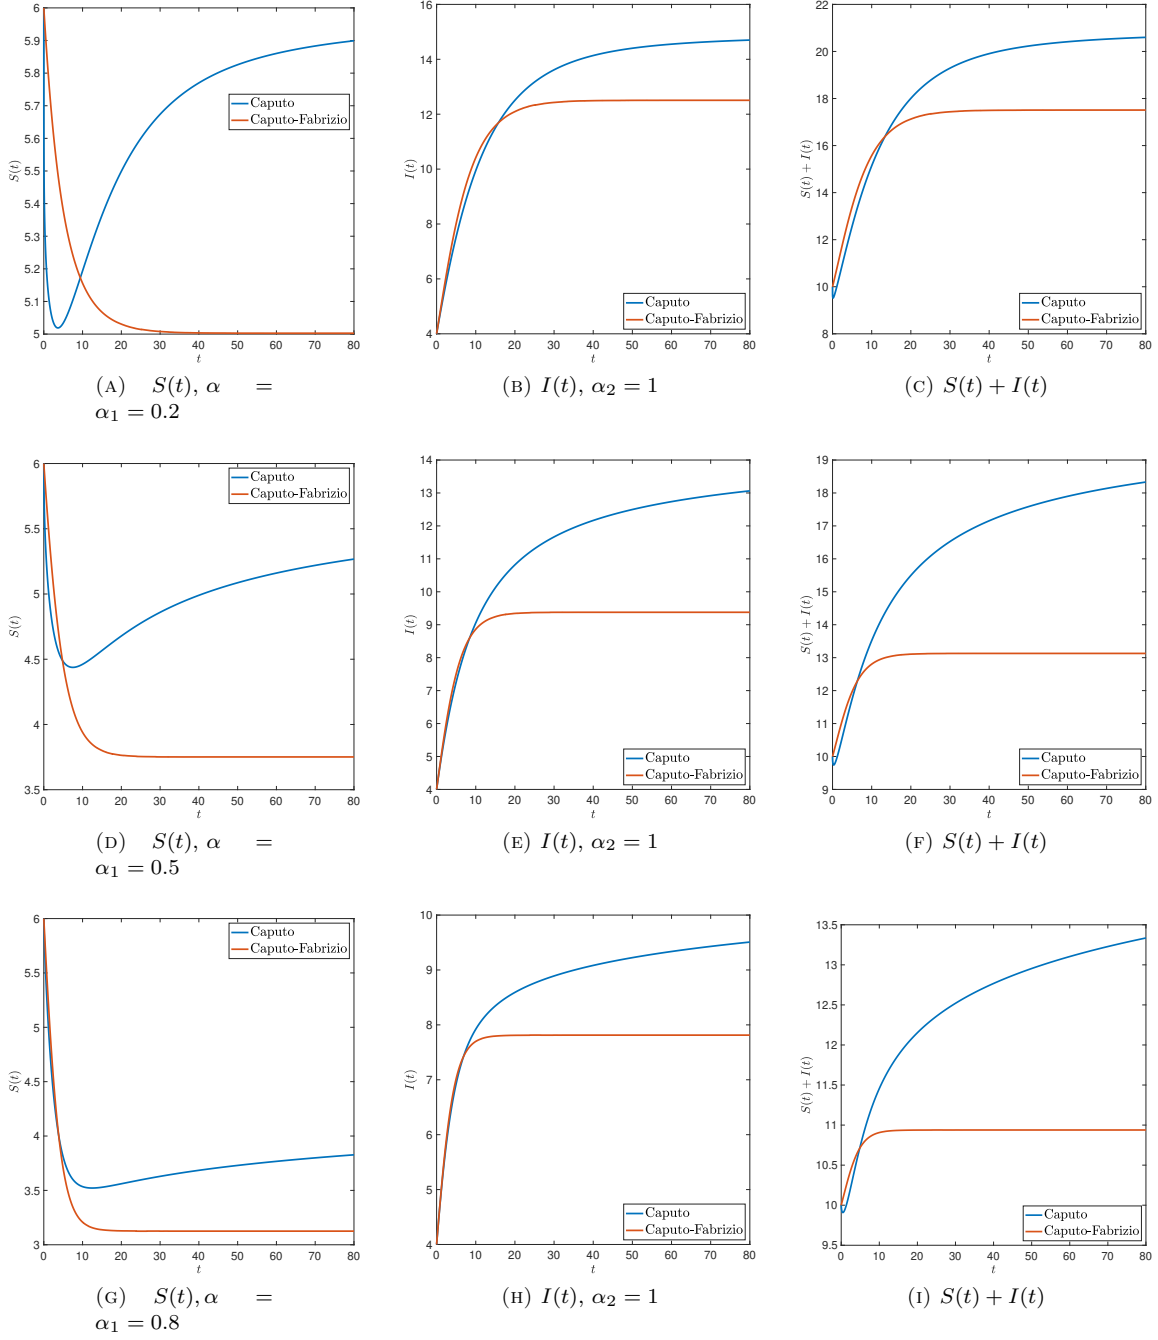 6
5.9
5.8
5.7
5.6
5.5
5.4
5.3
5.2
5.1
5
0 10 20 30 40 50 60 70 80
S(t)
t
Caputo
Caputo-Fabrizio
(A) S(t), α =
α₁ = 0.2
16
14
12
10
8
6
4
0 10 20 30 40 50 60 70 80
I(t)
t
Caputo
Caputo-Fabrizio
(B) I(t), α₂ = 1
22
20
18
16
14
12
10
8
0 10 20 30 40 50 60 70 80
S(t) + I(t)
t
Caputo
Caputo-Fabrizio
(C) S(t) + I(t)
6
5.5
5
4.5
4
3.5
0 10 20 30 40 50 60 70 80
S(t)
t
Caputo
Caputo-Fabrizio
(D) S(t), α =
α₁ = 0.5
14
13
12
11
10
9
8
7
6
5
4
0 10 20 30 40 50 60 70 80
I(t)
t
Caputo
Caputo-Fabrizio
(E) I(t), α₂ = 1
19
18
17
16
15
14
13
12
11
10
9
0 10 20 30 40 50 60 70 80
S(t) + I(t)
t
Caputo
Caputo-Fabrizio
(F) S(t) + I(t)
6
5.5
5
4.5
4
3.5
3
0 10 20 30 40 50 60 70 80
S(t)
t
Caputo
Caputo-Fabrizio
(G) S(t), α =
α₁ = 0.8
10
9
8
7
6
5
4
0 10 20 30 40 50 60 70 80
I(t)
t
Caputo
Caputo-Fabrizio
(H) I(t), α₂ = 1
13.5
13
12.5
12
11.5
11
10.5
10
9.5
0 10 20 30 40 50 60 70 80
S(t) + I(t)
t
Caputo
Caputo-Fabrizio
(I) S(t) + I(t)